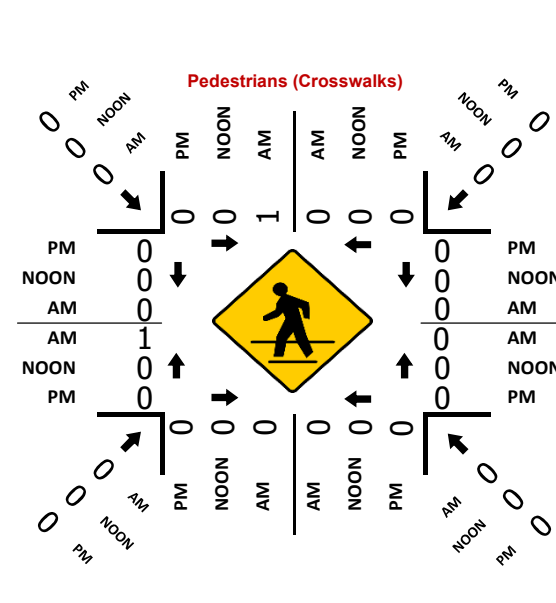 Pedestrians (Crosswalks)
PM NOON AM
0 0 0
PM NOON AM AM NOON PM
0 0 1 0 0 0
PM NOON AM
0 0 0
PM 0 0 PM
NOON 0 0 NOON
AM 0 0 AM
AM 1 0 AM
NOON 0 0 NOON
PM 0 0 PM
0 0 0 0 0 0
PM NOON AM AM NOON PM
0 0 0
AM NOON PM
0 0 0
AM NOON PM